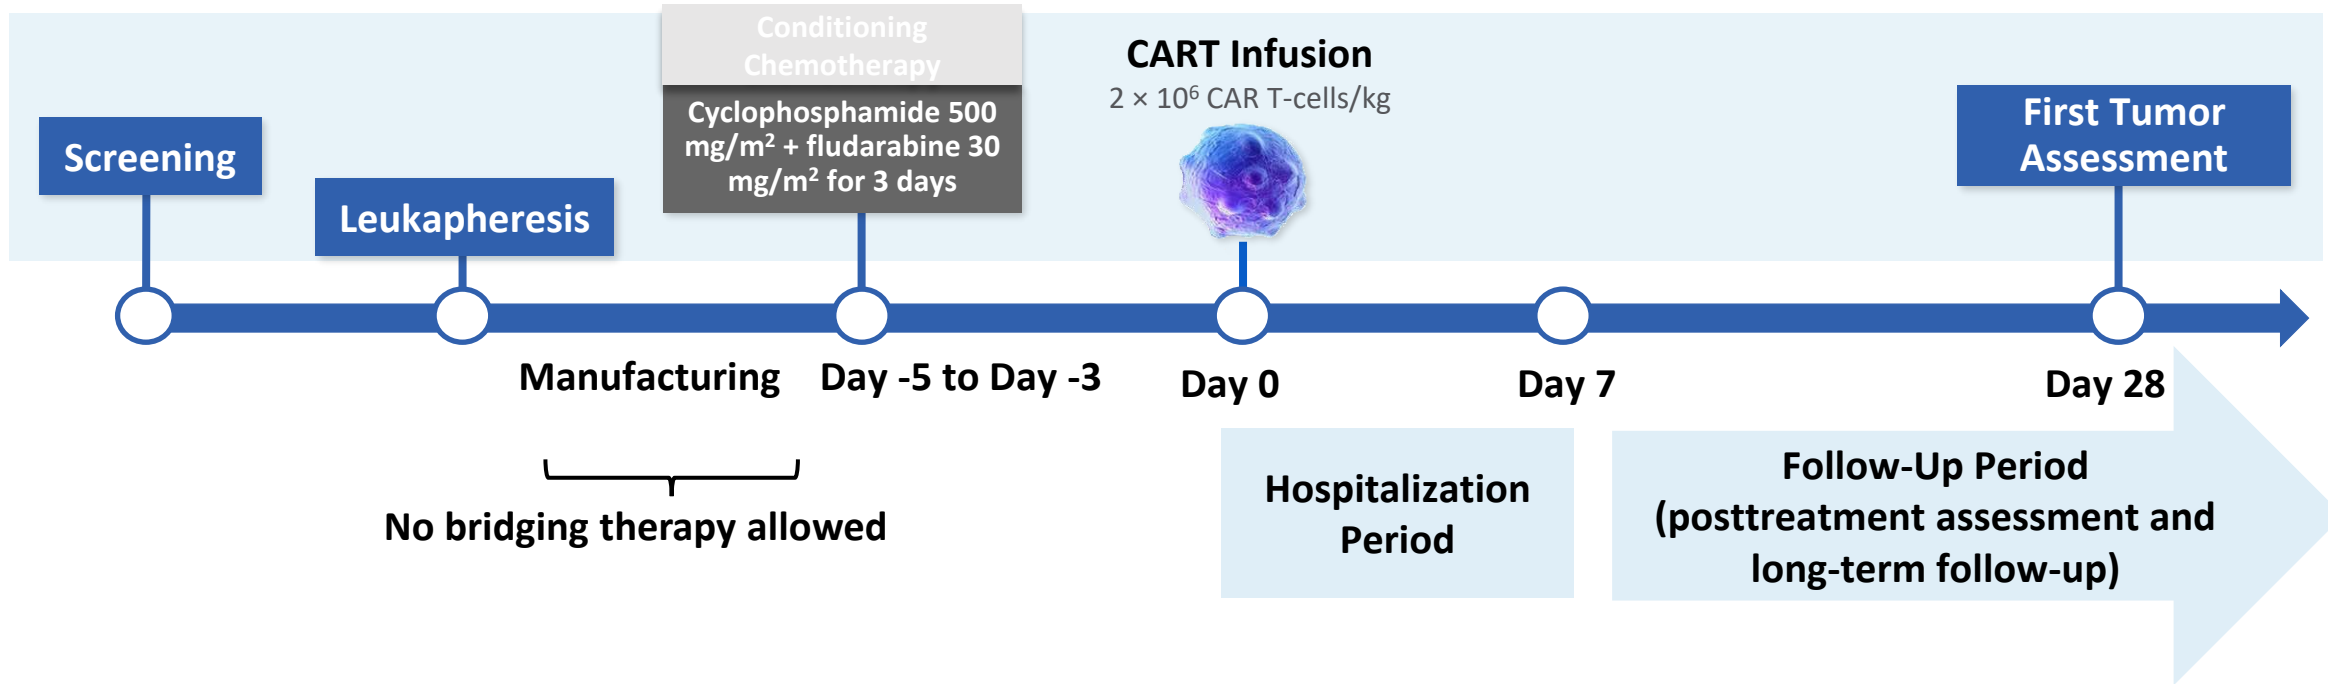 Conditioning
Chemotherapy
Cyclophosphamide 500
mg/m² + fludarabine 30
mg/m² for 3 days
CART Infusion
2 × 10⁶ CAR T-cells/kg
First Tumor
Assessment
Screening
Leukapheresis
Manufacturing
Day -5 to Day -3
Day 0
Day 7
Day 28
No bridging therapy allowed
Hospitalization
Period
Follow-Up Period
(posttreatment assessment and
long-term follow-up)